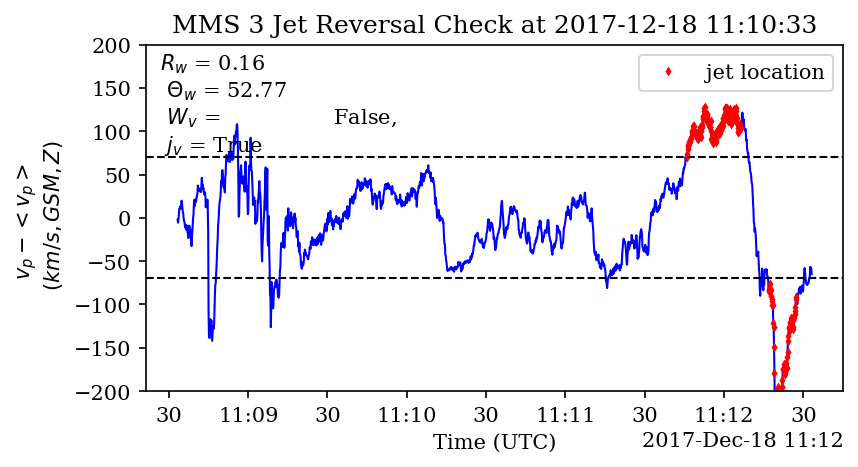 MMS 3 Jet Reversal Check at 2017-12-18 11:10:33
200
150
100
50
0
−50
−100
−150
−200
v_p − < v_p >
(km/s, GSM, Z)
R_w = 0.16
Θ_w = 52.77
W_v = False,
j_v = True
jet location
30 11:09 30 11:10 30 11:11 30 11:12 30
Time (UTC)
2017-Dec-18 11:12